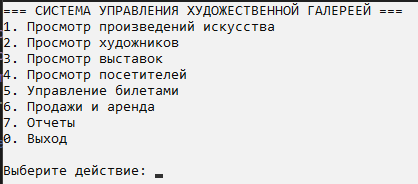 === СИСТЕМА УПРАВЛЕНИЯ ХУДОЖЕСТВЕННОЙ ГАЛЕРЕЕЙ ===
1. Просмотр произведений искусства
2. Просмотр художников
3. Просмотр выставок
4. Просмотр посетителей
5. Управление билетами
6. Продажи и аренда
7. Отчеты
0. Выход
Выберите действие: